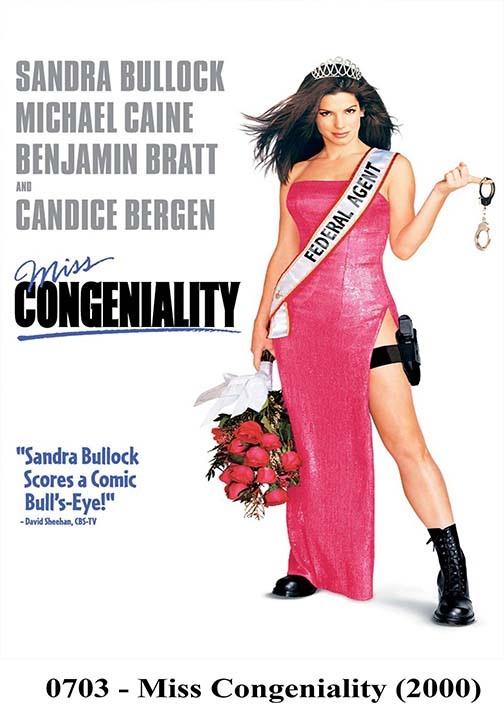 SANDRA BULLOCK
MICHAEL CAINE
BENJAMIN BRATT
AND
CANDICE BERGEN
Miss
CONGENIALITY
FEDERAL AGENT
"Sandra Bullock
Scores a Comic
Bull's-Eye!"
- David Sheehan, CBS-TV
0703 - Miss Congeniality (2000)